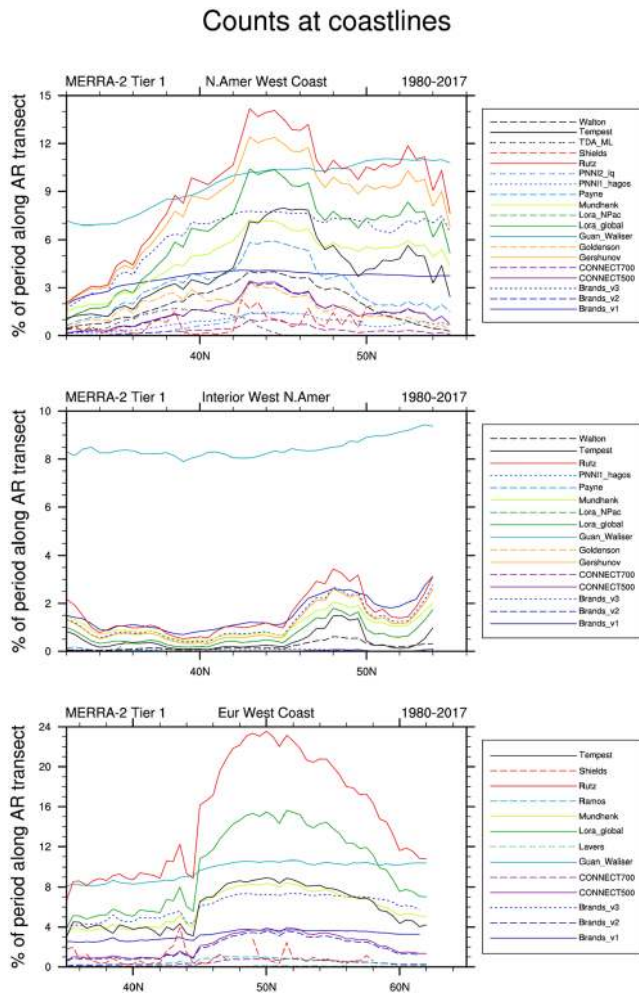 Counts at coastlines
MERRA-2 Tier 1 N.Amer West Coast 1980-2017
% of period along AR transect
15
12
9
6
3
0
40N 50N
Walton
Tempest
TDA_ML
Shields
Rutz
PNNl2_lq
PNNl1_hagos
Payne
Mundhenk
Lora_NPac
Lora_global
Guan_Waliser
Goldenson
Gershunov
CONNECT700
CONNECT500
Brands_v3
Brands_v2
Brands_v1
MERRA-2 Tier 1 Interior West N.Amer 1980-2017
% of period along AR transect
10
8
6
4
2
0
40N 50N
Walton
Tempest
Rutz
PNNl1_hagos
Payne
Mundhenk
Lora_NPac
Lora_global
Guan_Waliser
Goldenson
Gershunov
CONNECT700
CONNECT500
Brands_v3
Brands_v2
Brands_v1
MERRA-2 Tier 1 Eur West Coast 1980-2017
% of period along AR transect
24
20
16
12
8
4
0
40N 50N 60N
Tempest
Shields
Rutz
Ramos
Mundhenk
Lora_global
Lavers
Guan_Waliser
CONNECT700
CONNECT500
Brands_v3
Brands_v2
Brands_v1